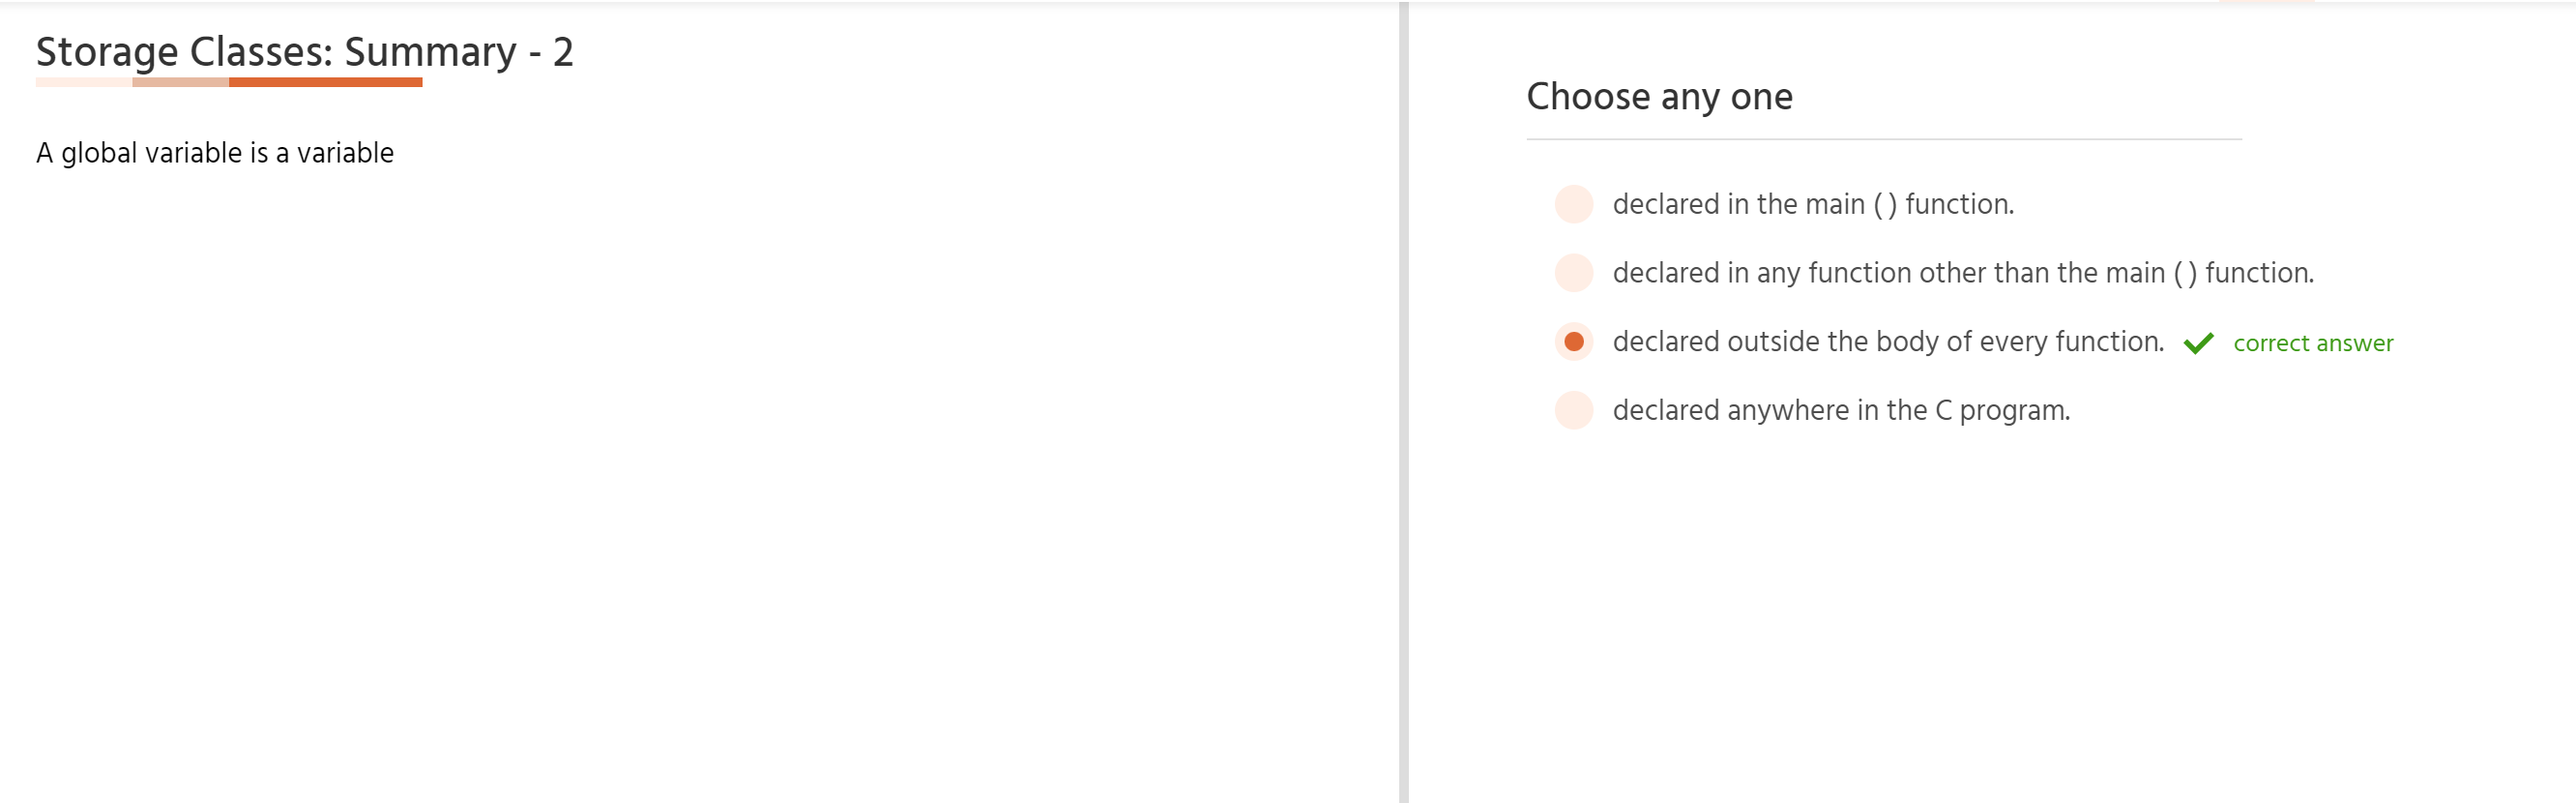 Storage Classes: Summary - 2
A global variable is a variable
Choose any one
declared in the main ( ) function.
declared in any function other than the main ( ) function.
declared outside the body of every function. correct answer
declared anywhere in the C program.